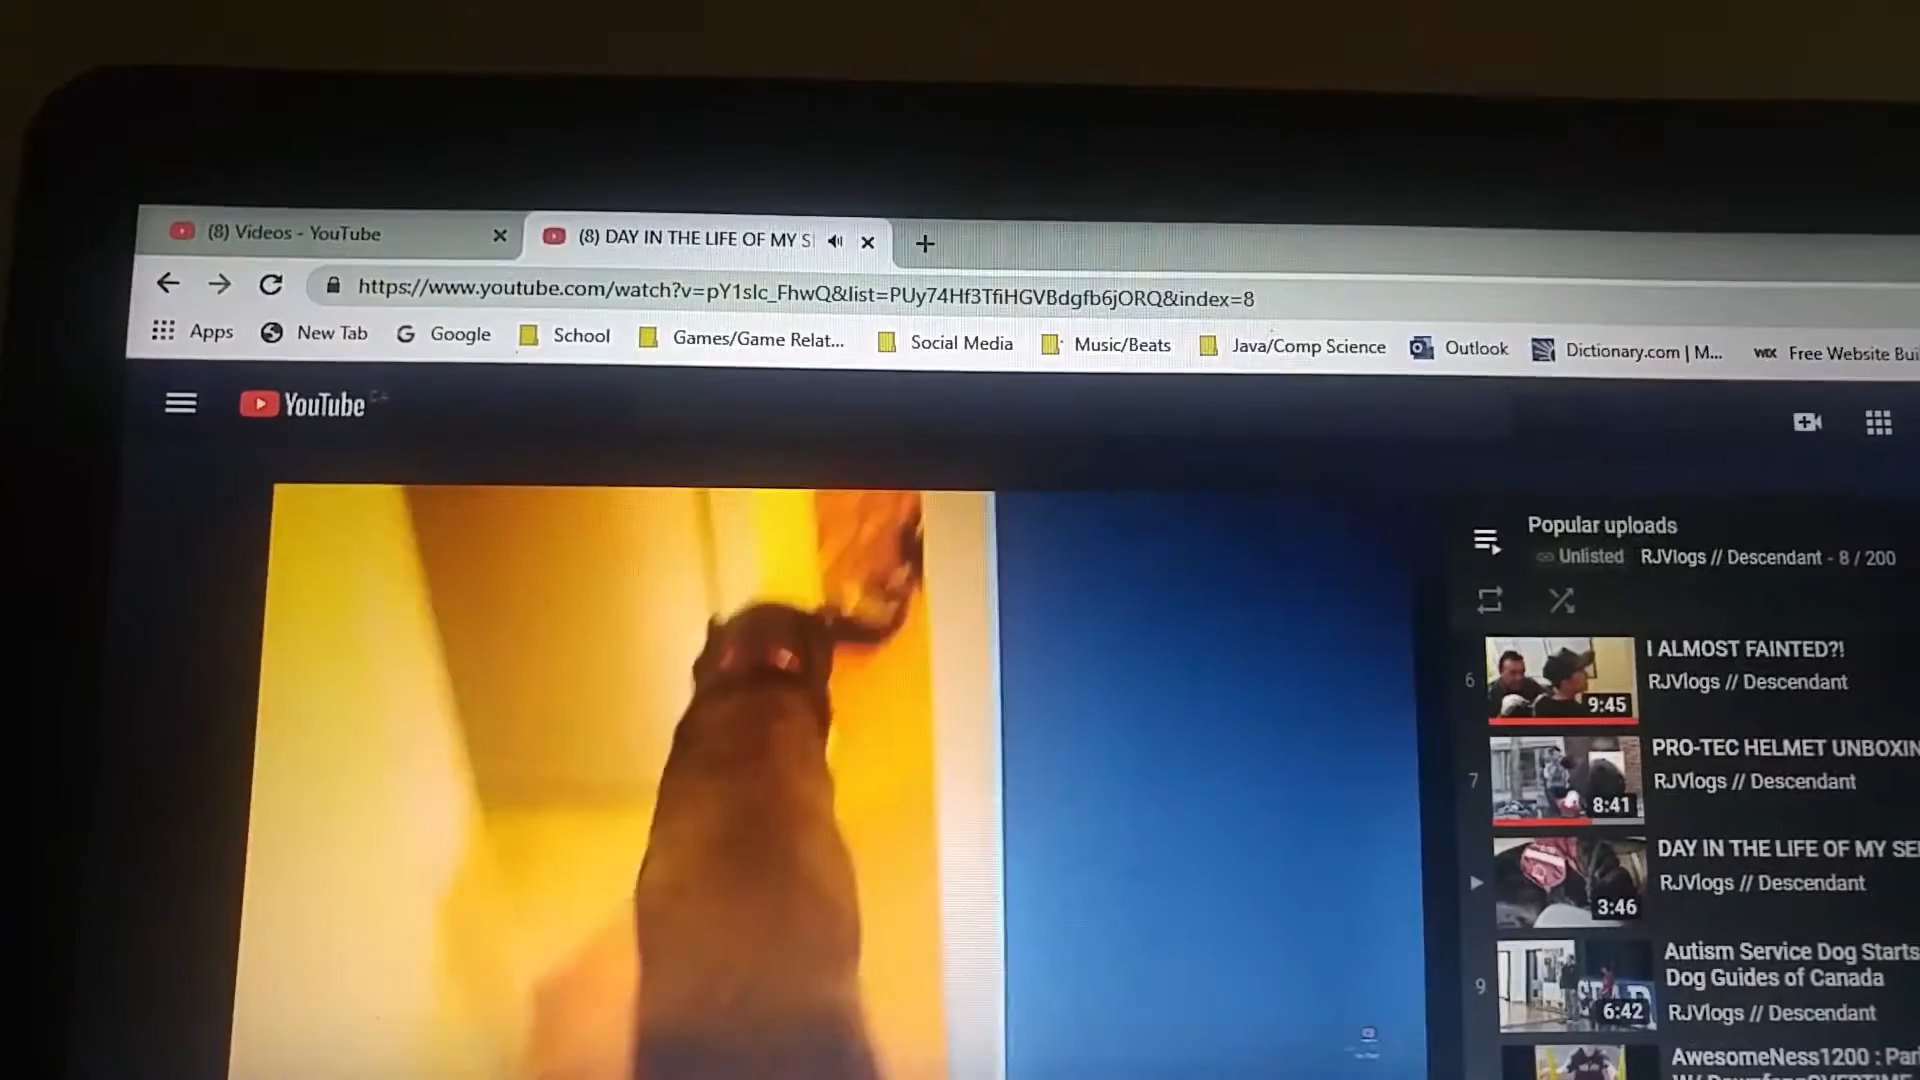 (8) Videos - YouTube
(8) DAY IN THE LIFE OF MY S
https://www.youtube.com/watch?v=pY1slc_FhwQ&list=PUy74Hf3TfiHGVBdgfb6jORQ&index=8
Apps New Tab Google School Games/Game Relat... Social Media Music/Beats Java/Comp Science Outlook Dictionary.com | M... WIX Free Website Bui
YouTube
Popular uploads
Unlisted RJVlogs // Descendant - 8 / 200
6
I ALMOST FAINTED?!
RJVlogs // Descendant
9:45
7
PRO-TEC HELMET UNBOXIN
RJVlogs // Descendant
8:41
DAY IN THE LIFE OF MY SE
RJVlogs // Descendant
3:46
9
Autism Service Dog Starts
Dog Guides of Canada
RJVlogs // Descendant
6:42
AwesomeNess1200 : Par